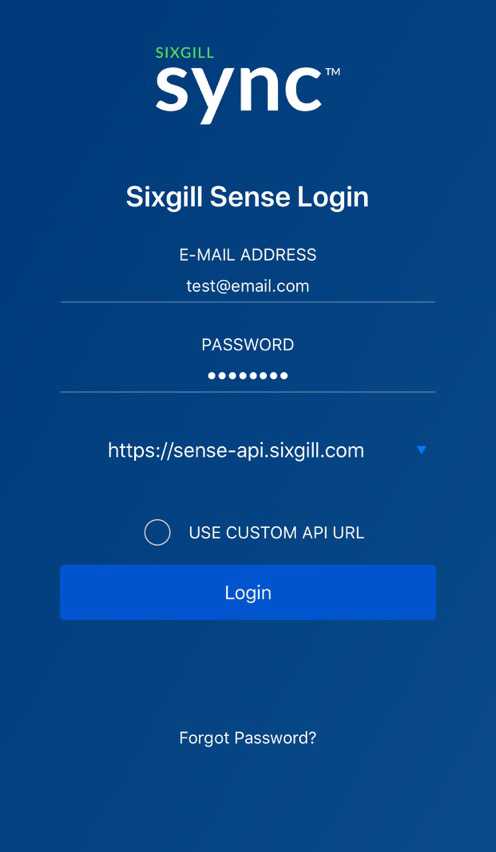 SIXGILL
sync™
Sixgill Sense Login
E-MAIL ADDRESS
test@email.com
PASSWORD
••••••••
https://sense-api.sixgill.com
USE CUSTOM API URL
Login
Forgot Password?